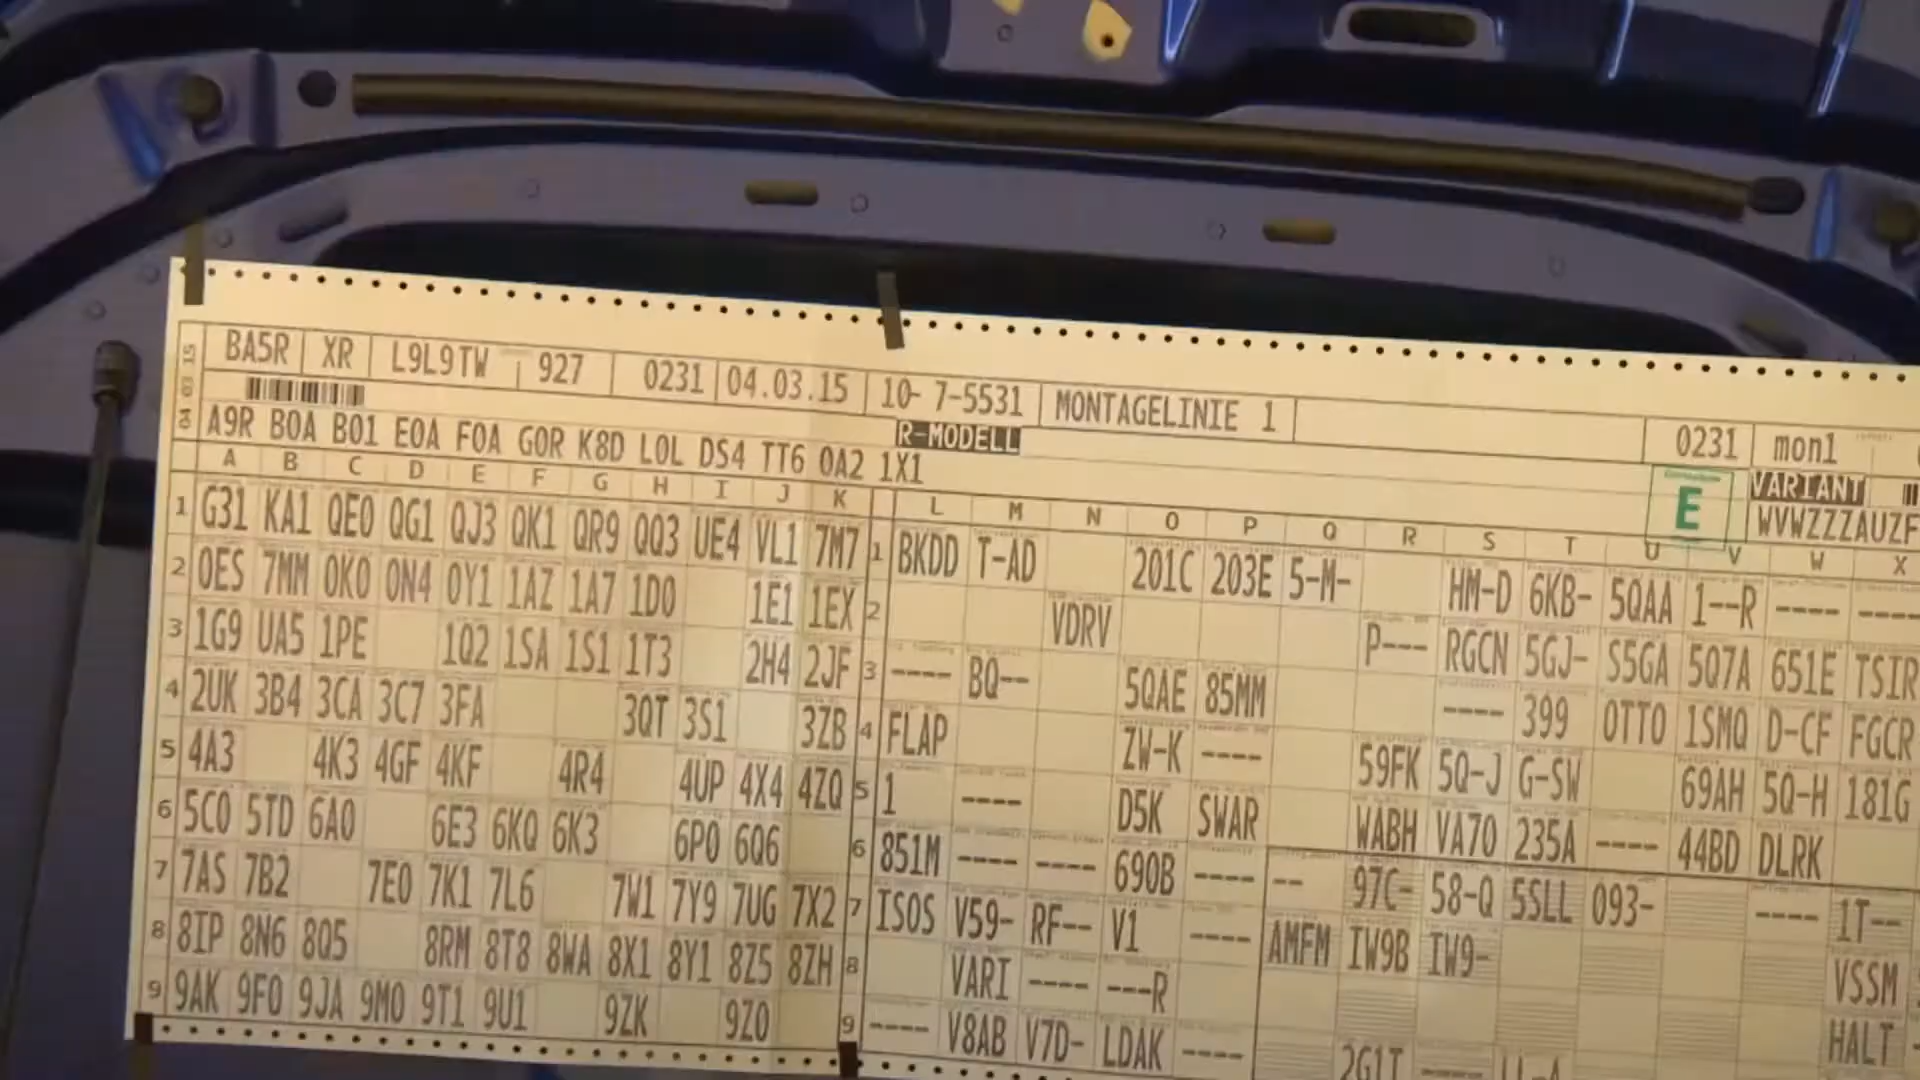 04 03 15
BA5R XR L9L9TW 927 0231 04.03.15 10- 7-5531 MONTAGELINIE 1 0231 mon1
A9R B0A B01 E0A F0A G0R K8D L0L DS4 TT6 0A2 1X1 R-MODELL E VARIANT
WVWZZZAUZF
A B C D E F G H I J K L M N O P Q R S T U V W X
1 G31 KA1 QE0 QG1 QJ3 QK1 QR9 QQ3 UE4 VL1 7M7 1 BKDD T-AD 201C 203E 5-M- HM-D 6KB- 5QAA 1--R ---- ----
2 0ES 7MM 0K0 0N4 0Y1 1AZ 1A7 1D0 1E1 1EX 2 VDRV P--- RGCN 5GJ- S5GA 5Q7A 651E TSIR
3 1G9 UA5 1PE 1Q2 1SA 1S1 1T3 2H4 2JF 3 ---- BQ-- 5QAE 85MM ---- 399 OTTO 1SMQ D-CF FGCR
4 2UK 3B4 3CA 3C7 3FA 3QT 3S1 3ZB 4 FLAP ZW-K ---- 59FK 5Q-J G-SW 69AH 5Q-H 181G
5 4A3 4K3 4GF 4KF 4R4 4UP 4X4 4ZQ 5 1 ---- D5K SWAR WABH VA70 235A ---- 44BD DLRK
6 5C0 5TD 6A0 6E3 6KQ 6K3 6P0 6Q6 6 851M ---- ---- 690B ---- -- 97C- 58-Q 5SLL 093- ---- 1T--
7 7AS 7B2 7E0 7K1 7L6 7W1 7Y9 7UG 7X2 7 ISOS V59- RF-- V1 ---- AMFM IW9B IW9- VSSM
8 8IP 8N6 8Q5 8RM 8T8 8WA 8X1 8Y1 8Z5 8ZH 8 VARI ---- ---R HALT
9 9AK 9F0 9JA 9M0 9T1 9U1 9ZK 9Z0 9 ---- V8AB V7D- LDAK ---- 2G1T ----